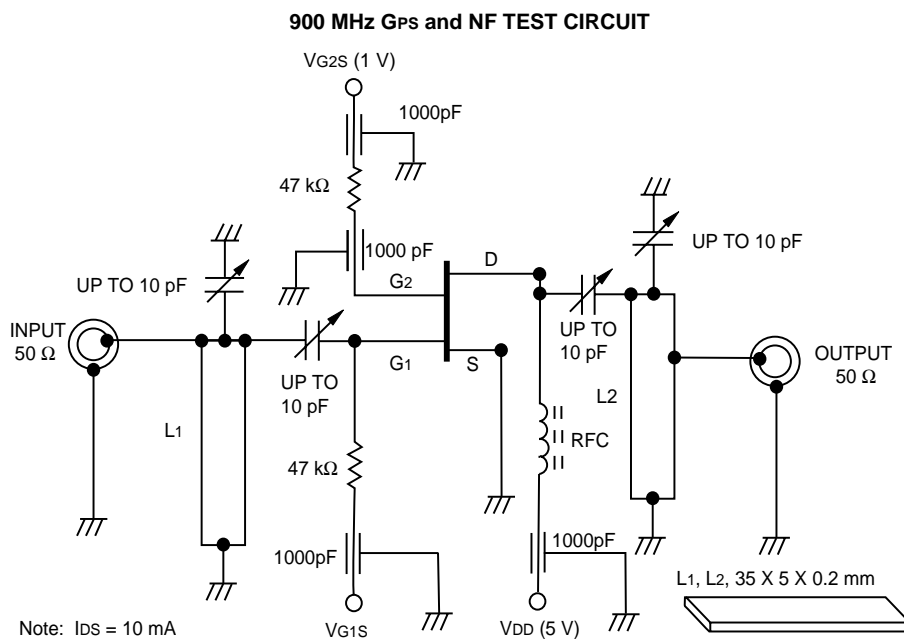 900 MHz GPS and NF TEST CIRCUIT
VG2S (1 V)
1000pF
47 kΩ
1000 pF
G2
D
UP TO 10 pF
UP TO 10 pF
INPUT
50 Ω
UP TO
10 pF
G1
S
UP TO
10 pF
OUTPUT
50 Ω
L1
L2
RFC
47 kΩ
1000pF
1000pF
L1, L2, 35 X 5 X 0.2 mm
Note: IDS = 10 mA
VG1S
VDD (5 V)